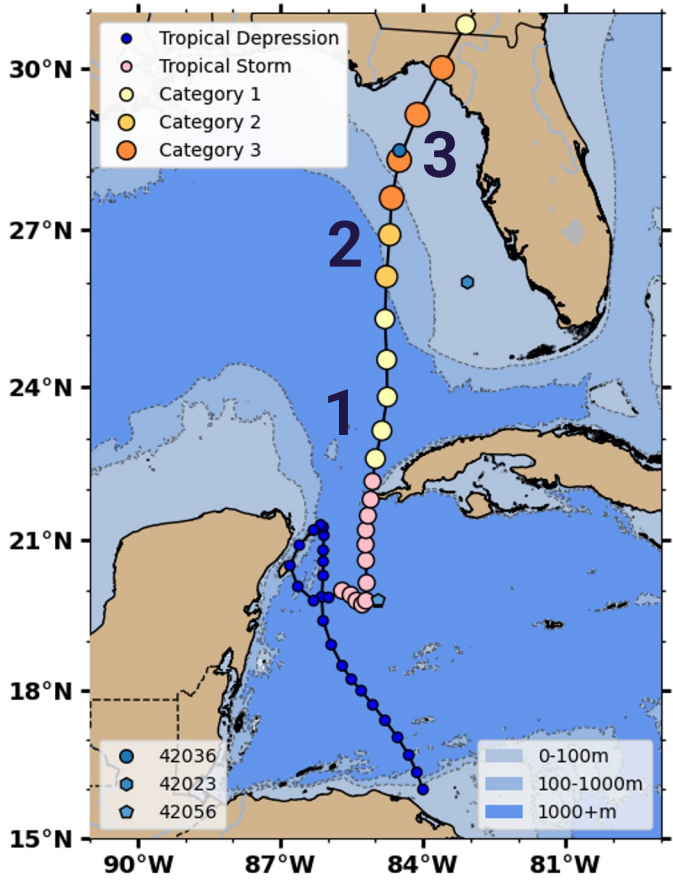 Tropical Depression
Tropical Storm
Category 1
Category 2
Category 3
30°N
3
27°N
2
24°N
1
21°N
18°N
42036
42023
42056
0-100m
100-1000m
1000+m
15°N
90°W 87°W 84°W 81°W